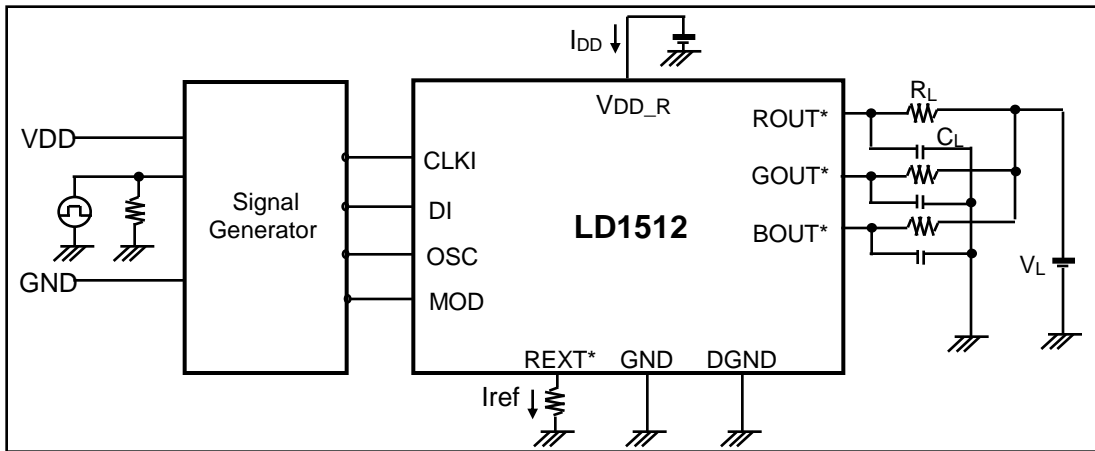 IDD
VDD_R
RL
ROUT*
CL
VDD
CLKI
GOUT*
Signal
Generator
DI
LD1512
BOUT*
OSC
VL
GND
MOD
REXT*
GND
DGND
Iref